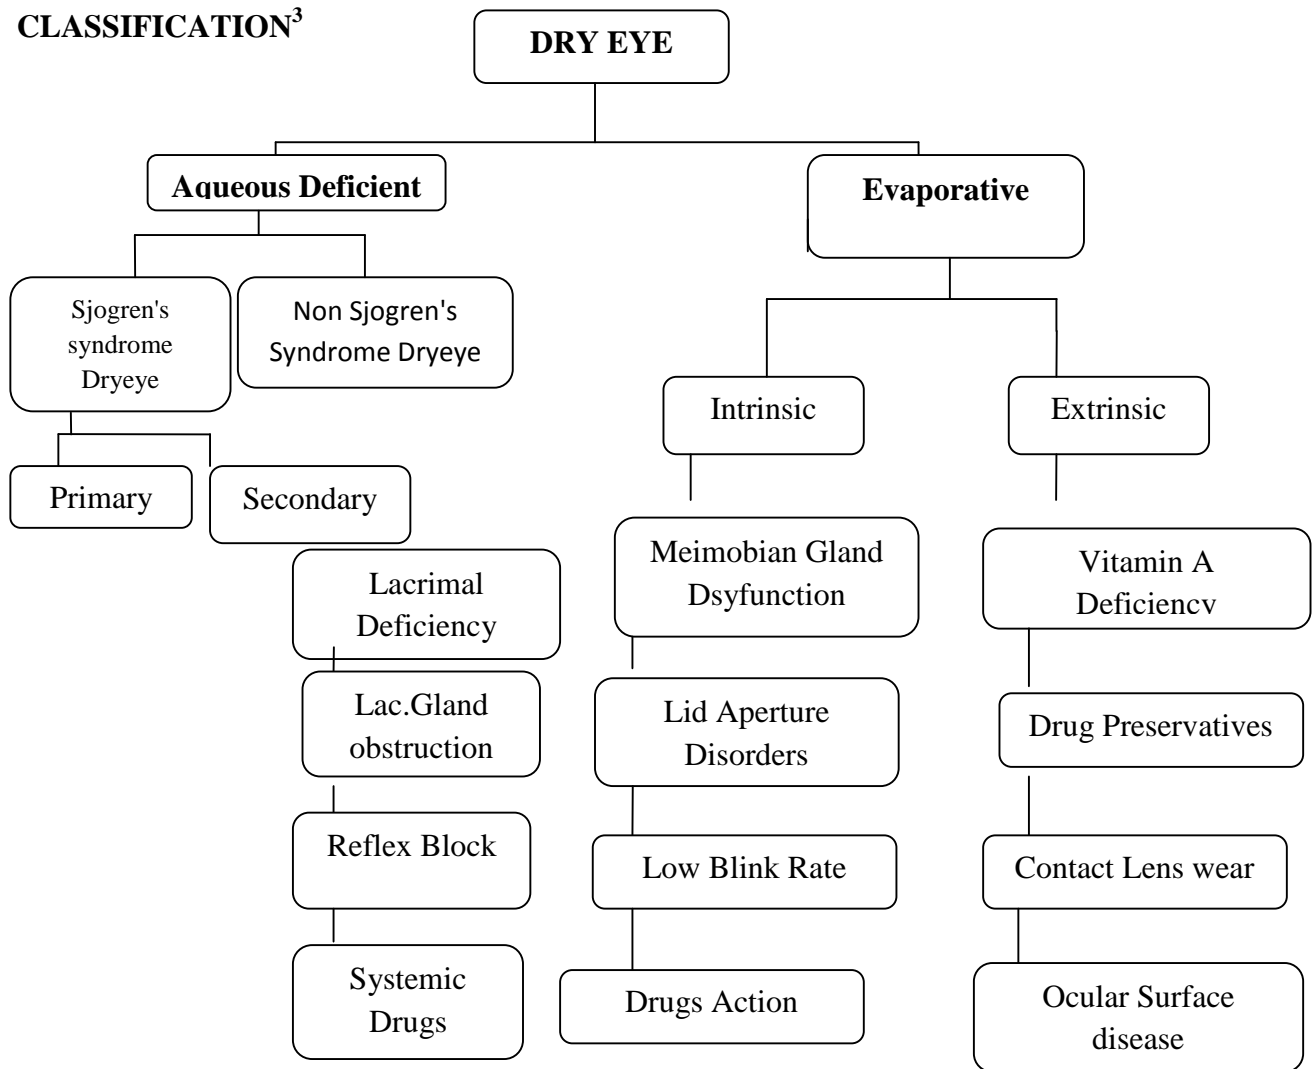 CLASSIFICATION³
DRY EYE
Aqueous Deficient
Evaporative
Sjogren's
syndrome
Dryeye
Non Sjogren's
Syndrome Dryeye
Intrinsic
Extrinsic
Primary
Secondary
Lacrimal
Deficiency
Lac.Gland
obstruction
Reflex Block
Systemic
Drugs
Meimobian Gland
Dsyfunction
Lid Aperture
Disorders
Low Blink Rate
Drugs Action
Vitamin A
Deficiency
Drug Preservatives
Contact Lens wear
Ocular Surface
disease